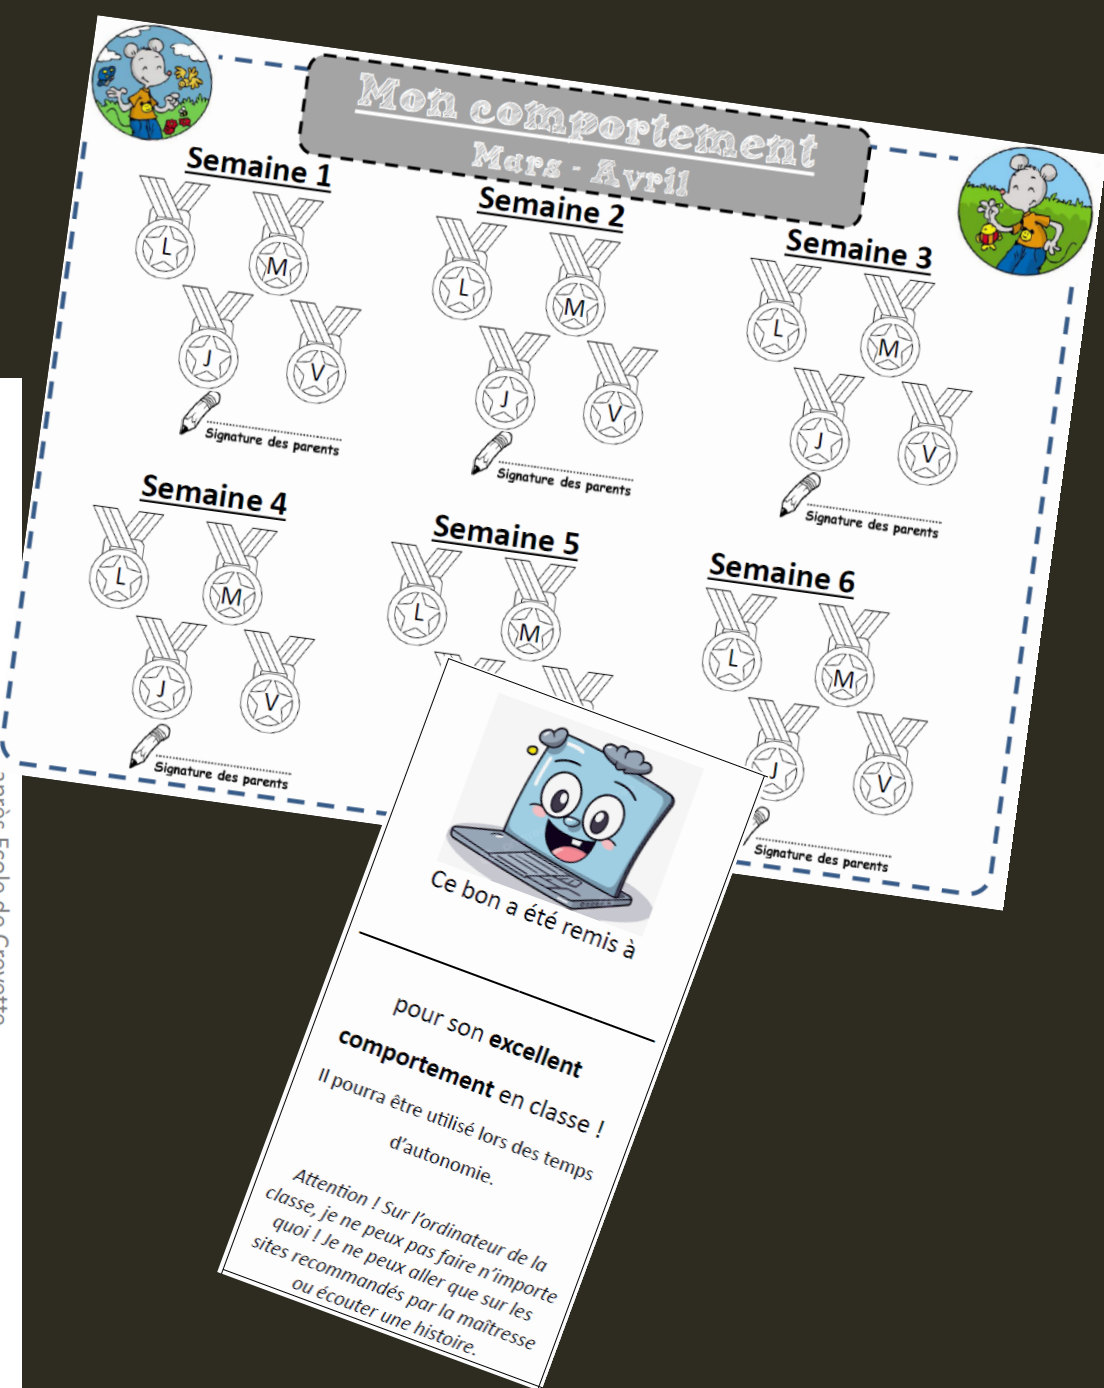 Mon comportement
Mars - Avril
Semaine 1
L
M
J
V
Signature des parents
Semaine 2
L
M
J
V
Signature des parents
Semaine 3
L
M
J
V
Signature des parents
Semaine 4
L
M
J
V
Signature des parents
Semaine 5
L
M
Semaine 6
L
M
J
V
Signature des parents
Ce bon a été remis à
pour son excellent
comportement en classe !
Il pourra être utilisé lors des temps
d'autonomie.
Attention ! Sur l'ordinateur de la
classe, je ne peux pas faire n'importe
quoi ! Je ne peux aller que sur les
sites recommandés par la maîtresse
ou écouter une histoire.
après Ecole de Crevette